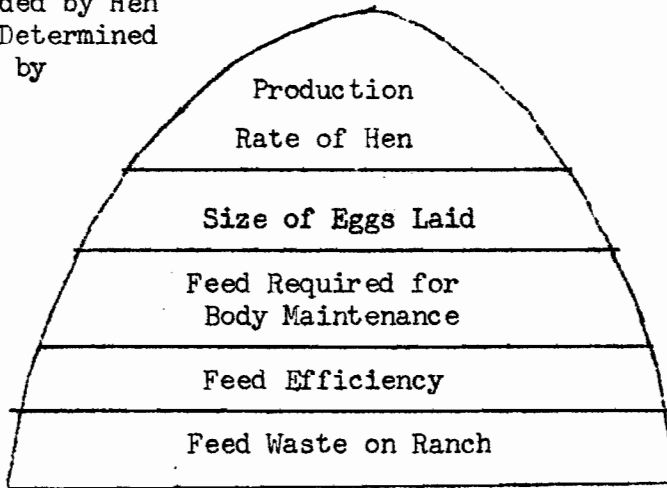 by Hen
Determined
by
Production
Rate of Hen
Size of Eggs Laid
Feed Required for
Body Maintenance
Feed Efficiency
Feed Waste on Ranch